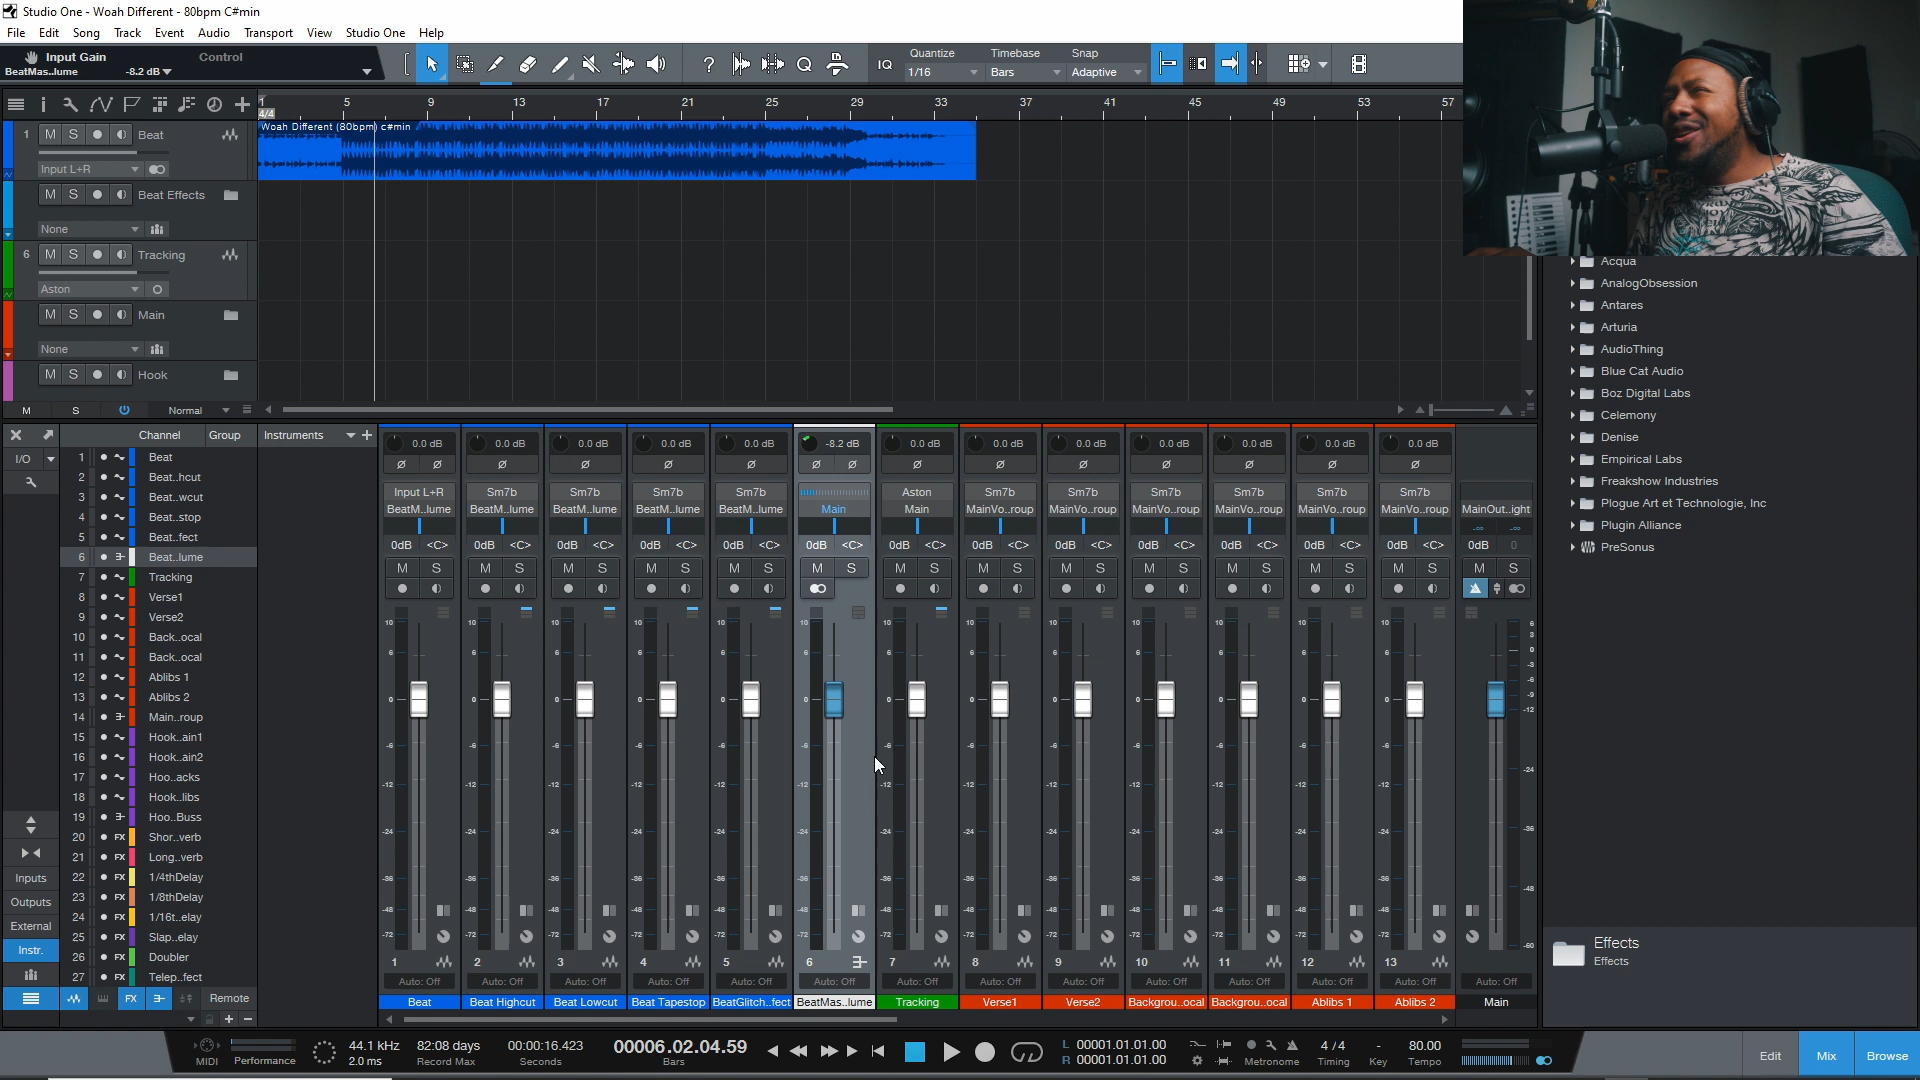 Studio One - Woah Different - 80bpm C#min
File Edit Song Track Event Audio Transport View Studio One Help
Input Gain Control
BeatMas..lume -8.2 dB
IQ Quantize 1/16 Timebase Bars Snap Adaptive
1 5 9 13 17 21 25 29 33 37 41 45 49 53 57
4/4
Woah Different (80bpm) c#min
1 M S Beat
Input L+R
M S Beat Effects
None
6 M S Tracking
Aston
M S Main
None
M S Hook
M S Normal
Acqua
AnalogObsession
Antares
Arturia
AudioThing
Blue Cat Audio
Boz Digital Labs
Celemony
Denise
Empirical Labs
Freakshow Industries
Plogue Art et Technologie, Inc
Plugin Alliance
PreSonus
Effects
Effects
Channel Group Instruments
I/O
1 Beat
2 Beat..hcut
3 Beat..wcut
4 Beat..stop
5 Beat..fect
6 Beat..lume
7 Tracking
8 Verse1
9 Verse2
10 Back..ocal
11 Back..ocal
12 Ablibs 1
13 Ablibs 2
14 Main..roup
15 Hook..ain1
16 Hook..ain2
17 Hoo..acks
18 Hook..libs
19 Hoo..Buss
20 FX Shor..verb
21 FX Long..verb
22 FX 1/4thDelay
23 FX 1/8thDelay
24 FX 1/16t..elay
25 FX Slap..elay
26 FX Doubler
27 FX Telep..fect
Inputs
Outputs
External
Instr.
FX Remote
0.0 dB 0.0 dB 0.0 dB 0.0 dB 0.0 dB -8.2 dB 0.0 dB 0.0 dB 0.0 dB 0.0 dB 0.0 dB 0.0 dB 0.0 dB
Input L+R Sm7b Sm7b Sm7b Sm7b Aston Sm7b Sm7b Sm7b Sm7b Sm7b Sm7b
BeatM..lume BeatM..lume BeatM..lume BeatM..lume BeatM..lume Main Main MainVo..roup MainVo..roup MainVo..roup MainVo..roup MainVo..roup MainVo..roup MainOut..ight
0dB <C> 0dB <C> 0dB <C> 0dB <C> 0dB <C> 0dB <C> 0dB <C> 0dB <C> 0dB <C> 0dB <C> 0dB <C> 0dB <C> 0dB <C> 0dB 0
M S M S M S M S M S M S M S M S M S M S M S M S M S M S
1 2 3 4 5 6 7 8 9 10 11 12 13
Auto: Off Auto: Off Auto: Off Auto: Off Auto: Off Auto: Off Auto: Off Auto: Off Auto: Off Auto: Off Auto: Off Auto: Off Auto: Off Auto: Off
Beat Beat Highcut Beat Lowcut Beat Tapestop BeatGlitch..fect BeatMas..lume Tracking Verse1 Verse2 Backgrou..ocal Backgrou..ocal Ablibs 1 Ablibs 2 Main
MIDI Performance
44.1 kHz
2.0 ms
82:08 days
Record Max
00:00:16.423
Seconds
00006.02.04.59
Bars
L 00001.01.01.00
R 00001.01.01.00
Metronome
4 / 4
Timing
-
Key
80.00
Tempo
Edit Mix Browse